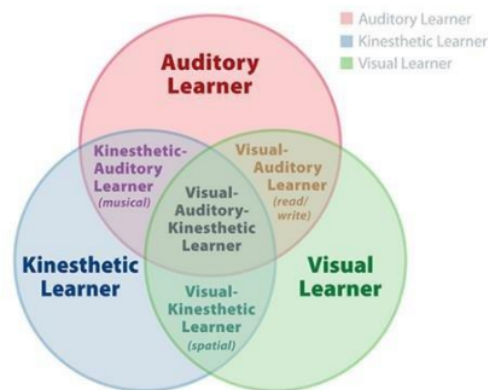 Auditory Learner
Kinesthetic Learner
Visual Learner
Auditory
Learner
Kinesthetic-
Auditory
Learner
(musical)
Visual-
Auditory
Learner
(read/
write)
Visual-
Auditory-
Kinesthetic
Learner
Kinesthetic
Learner
Visual
Learner
Visual-
Kinesthetic
Learner
(spatial)